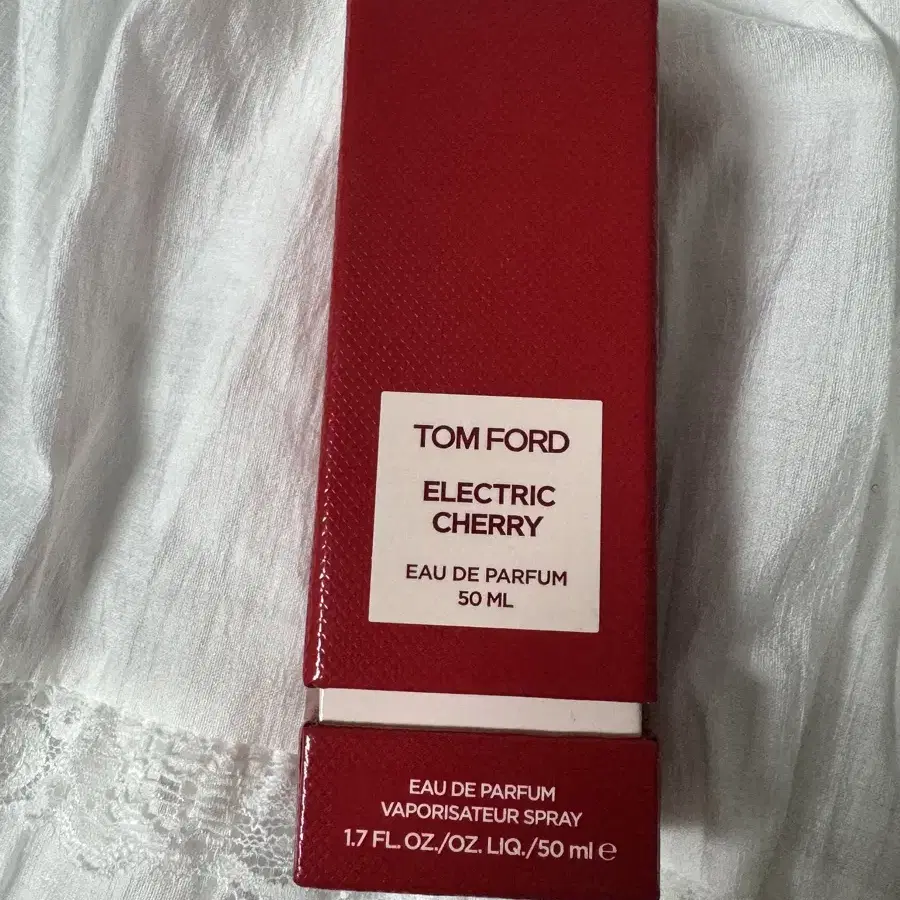 TOM FORD
ELECTRIC
CHERRY
EAU DE PARFUM
50 ML
EAU DE PARFUM
VAPORISATEUR SPRAY
1.7 FL. OZ./OZ. LIQ./50 ml ℮